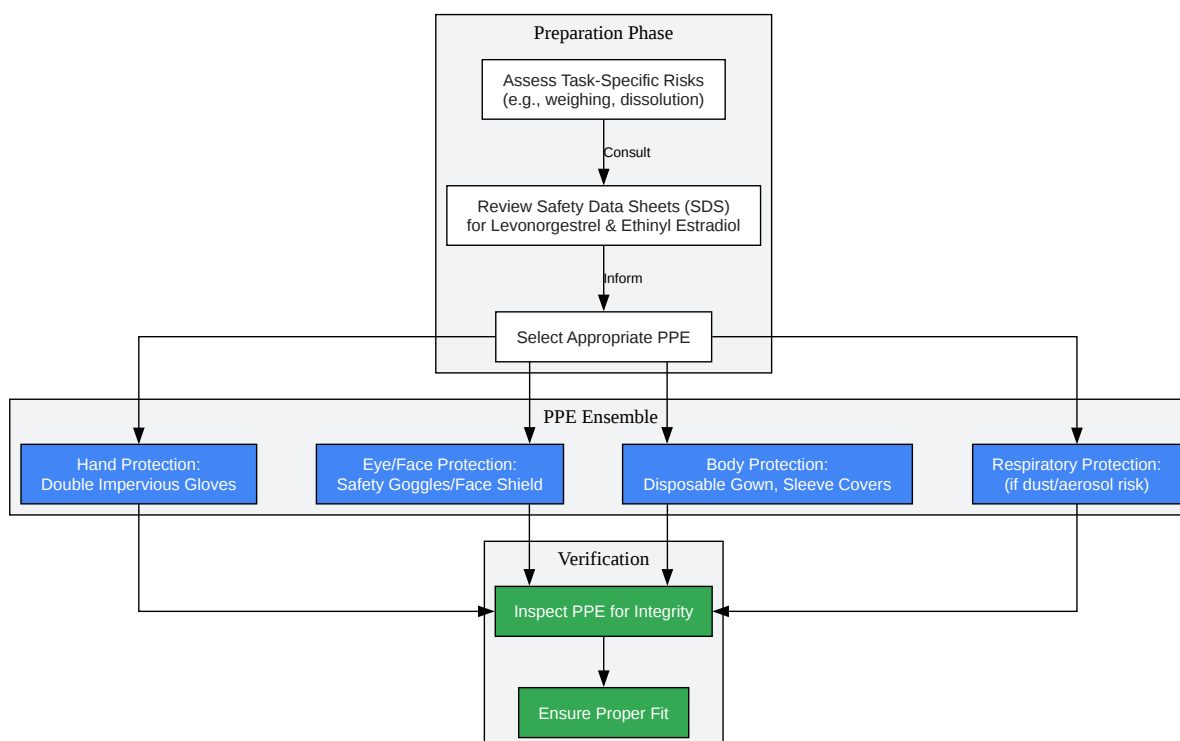 Preparation Phase
Assess Task-Specific Risks
(e.g., weighing, dissolution)
Consult
Review Safety Data Sheets (SDS)
for Levonorgestrel & Ethinyl Estradiol
Inform
Select Appropriate PPE
PPE Ensemble
Hand Protection:
Double Impervious Gloves
Eye/Face Protection:
Safety Goggles/Face Shield
Body Protection:
Disposable Gown, Sleeve Covers
Respiratory Protection:
(if dust/aerosol risk)
Verification
Inspect PPE for Integrity
Ensure Proper Fit